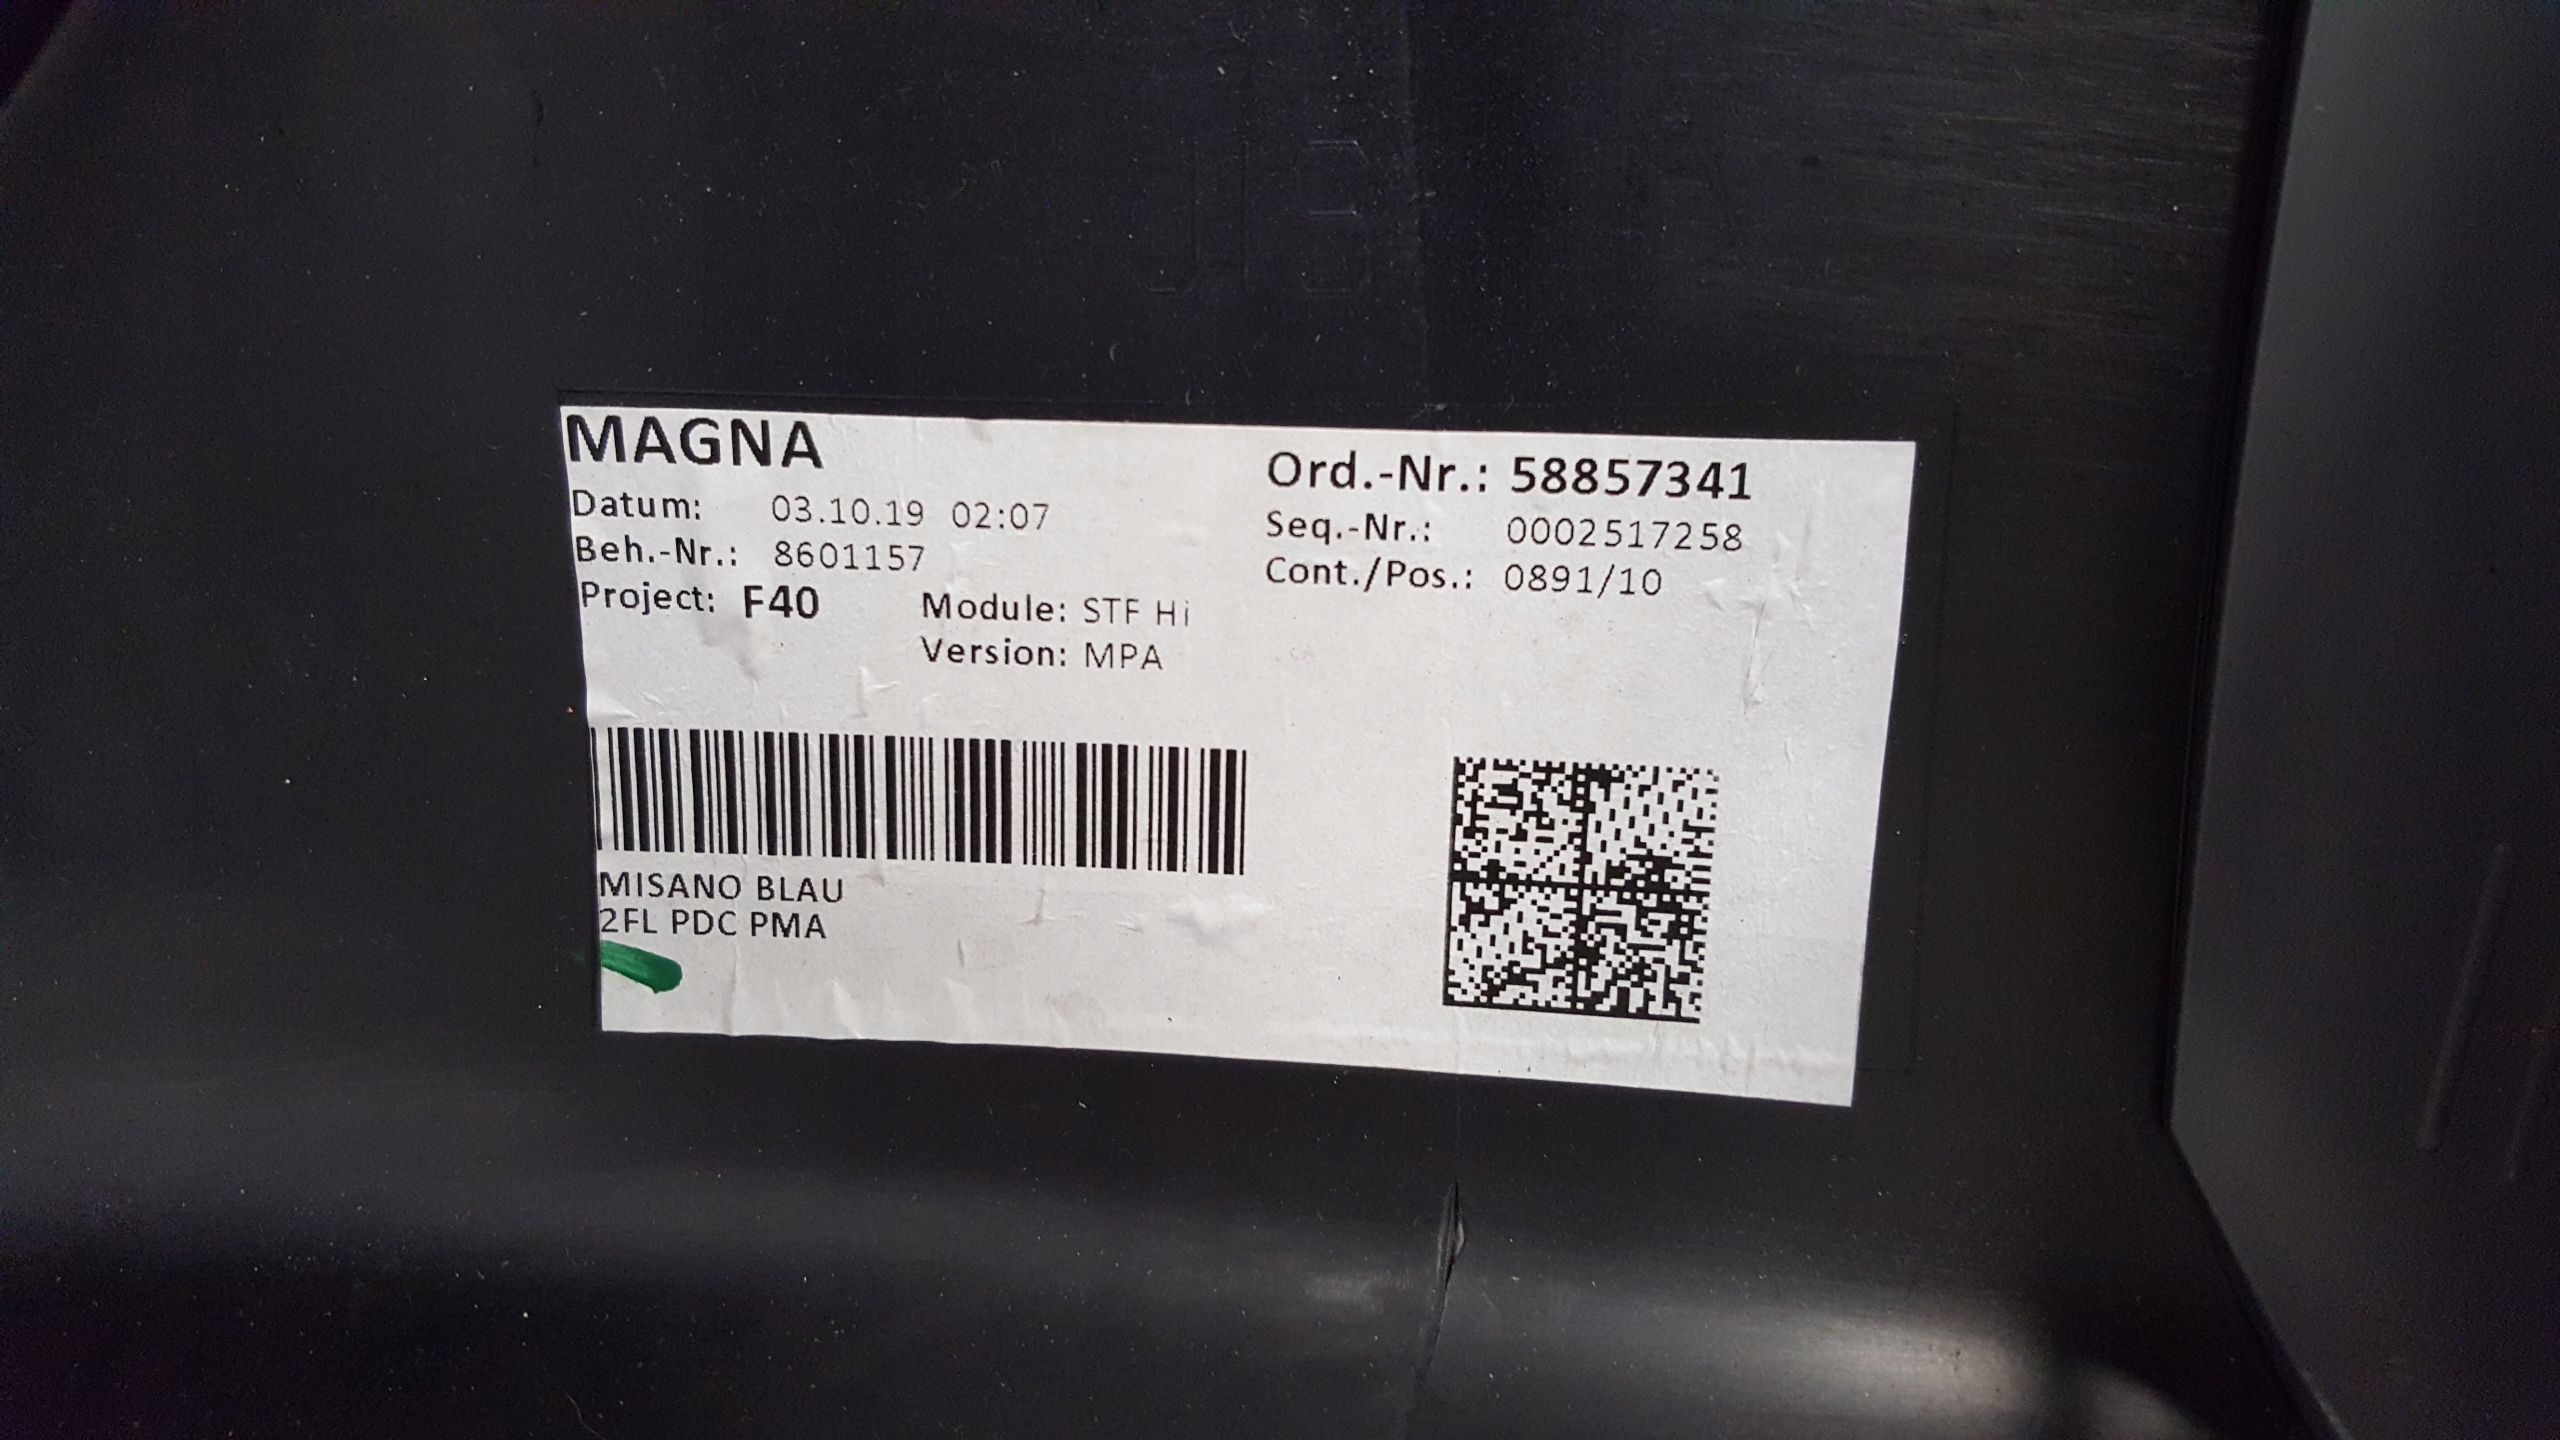 MAGNA
Datum: 03.10.19 02:07
Beh.-Nr.: 8601157
Project: F40
Module: STF Hi
Version: MPA
Ord.-Nr.: 58857341
Seq.-Nr.: 0002517258
Cont./Pos.: 0891/10
MISANO BLAU
2FL PDC PMA